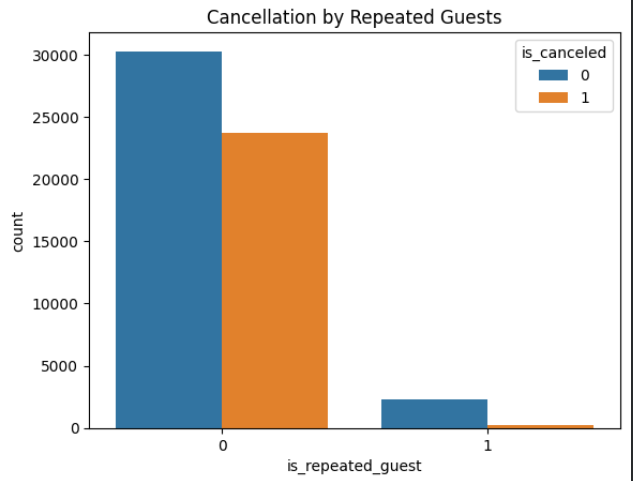 Cancellation by Repeated Guests
is_canceled
0
1
30000
25000
20000
15000
10000
5000
0
count
0 1
is_repeated_guest